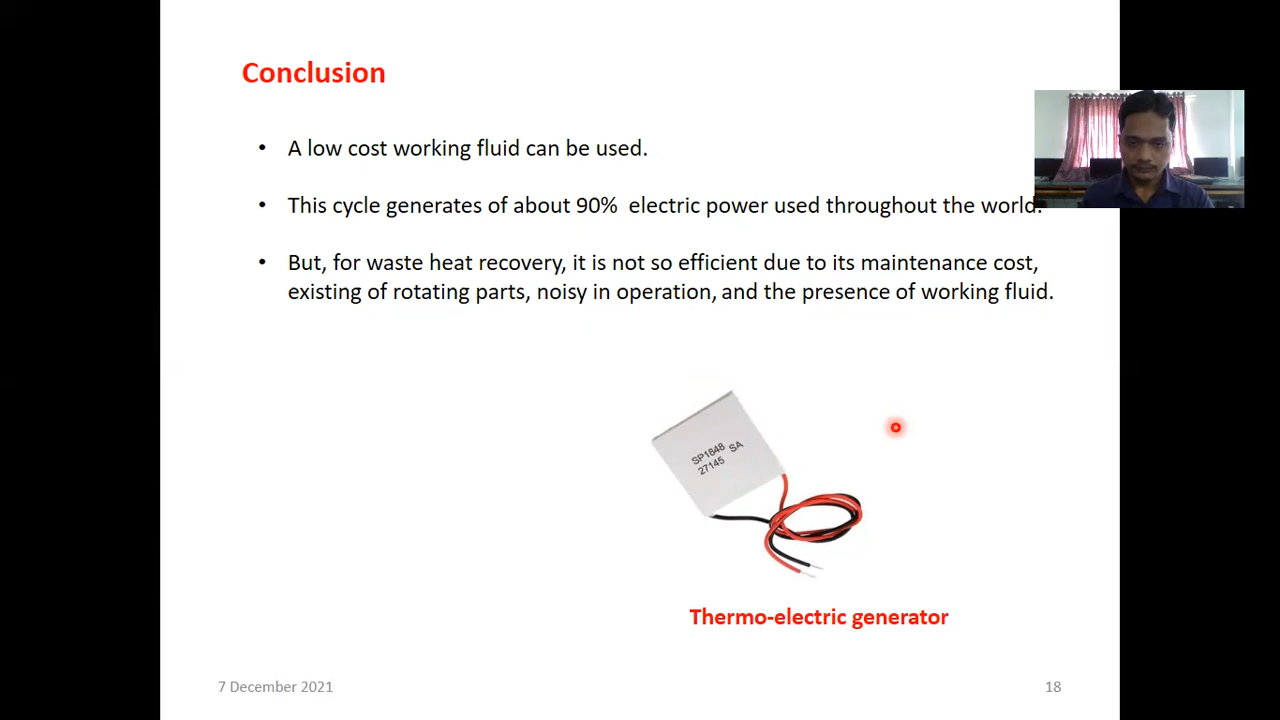 Conclusion
• A low cost working fluid can be used.
• This cycle generates of about 90% electric power used throughout the world.
• But, for waste heat recovery, it is not so efficient due to its maintenance cost,
existing of rotating parts, noisy in operation, and the presence of working fluid.
SP1848 SA
27145
Thermo-electric generator
7 December 2021
18